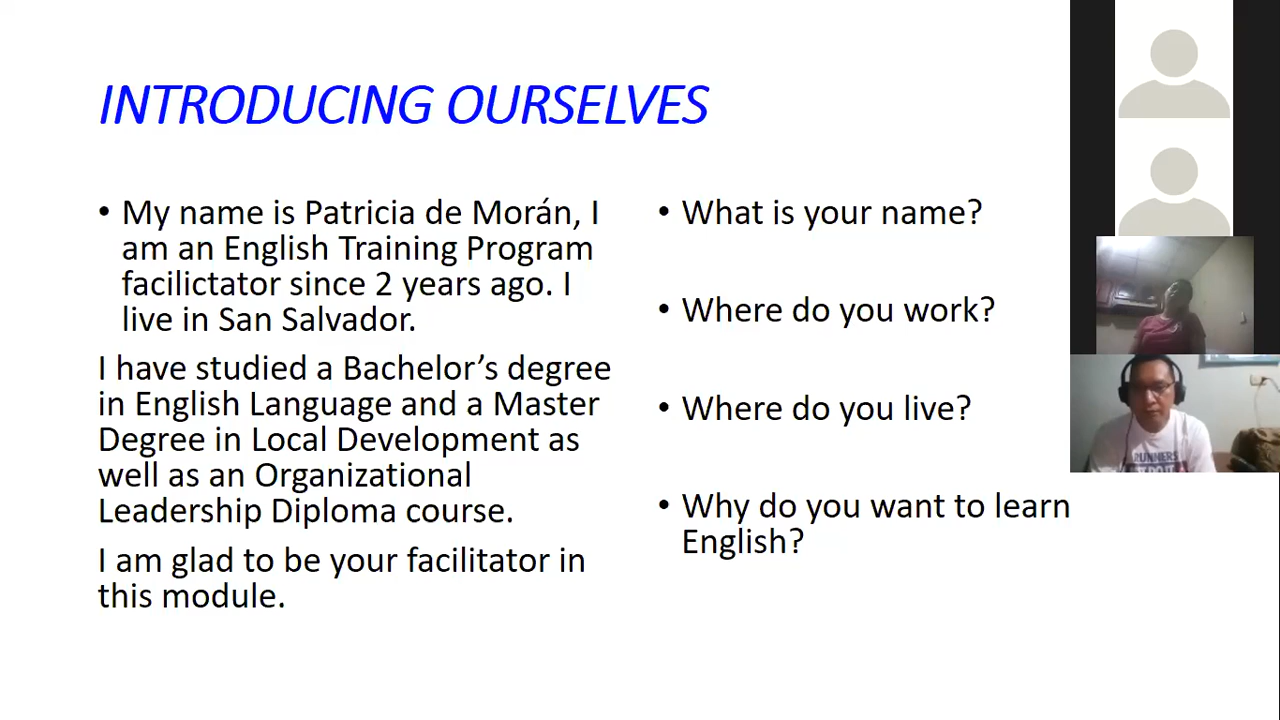 INTRODUCING OURSELVES
• My name is Patricia de Morán, I
am an English Training Program
facilictator since 2 years ago. I
live in San Salvador.
I have studied a Bachelor’s degree
in English Language and a Master
Degree in Local Development as
well as an Organizational
Leadership Diploma course.
I am glad to be your facilitator in
this module.
• What is your name?
• Where do you work?
• Where do you live?
• Why do you want to learn
English?
RUNNERS